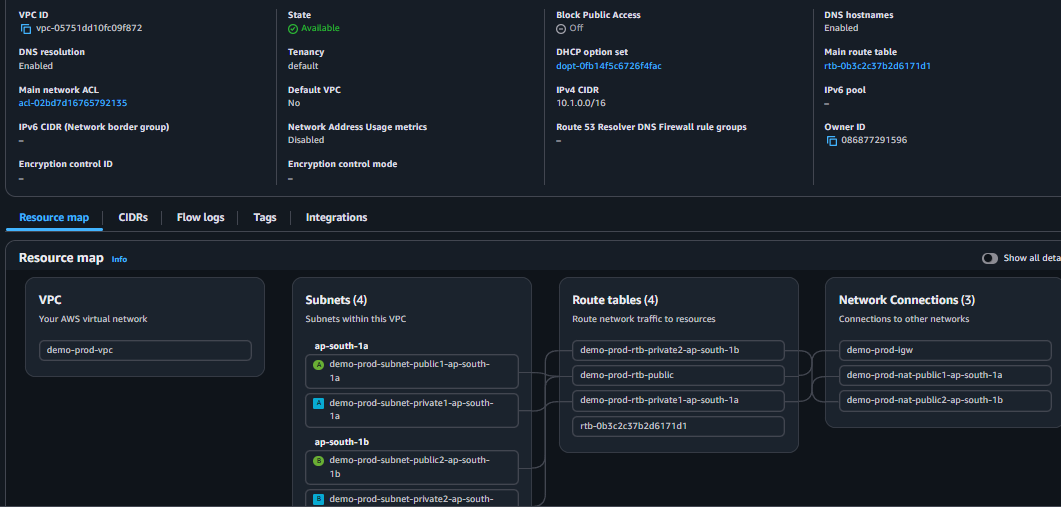 VPC ID
vpc-05751dd10fc09f872
State
Available
Block Public Access
Off
DNS hostnames
Enabled
DNS resolution
Enabled
Tenancy
default
DHCP option set
dopt-0fb14f5c6726f4fac
Main route table
rtb-0b3c2c37b2d6171d1
Main network ACL
acl-02bd7d16765792135
Default VPC
No
IPv4 CIDR
10.1.0.0/16
IPv6 pool
–
IPv6 CIDR (Network border group)
–
Network Address Usage metrics
Disabled
Route 53 Resolver DNS Firewall rule groups
–
Owner ID
086877291596
Encryption control ID
–
Encryption control mode
–
Resource map
CIDRs
Flow logs
Tags
Integrations
Resource map Info
Show all deta
VPC
Your AWS virtual network
demo-prod-vpc
Subnets (4)
Subnets within this VPC
ap-south-1a
A demo-prod-subnet-public1-ap-south-
1a
A demo-prod-subnet-private1-ap-south-
1a
ap-south-1b
B demo-prod-subnet-public2-ap-south-
1b
B demo-prod-subnet-private2-ap-south-
Route tables (4)
Route network traffic to resources
demo-prod-rtb-private2-ap-south-1b
demo-prod-rtb-public
demo-prod-rtb-private1-ap-south-1a
rtb-0b3c2c37b2d6171d1
Network Connections (3)
Connections to other networks
demo-prod-igw
demo-prod-nat-public1-ap-south-1a
demo-prod-nat-public2-ap-south-1b